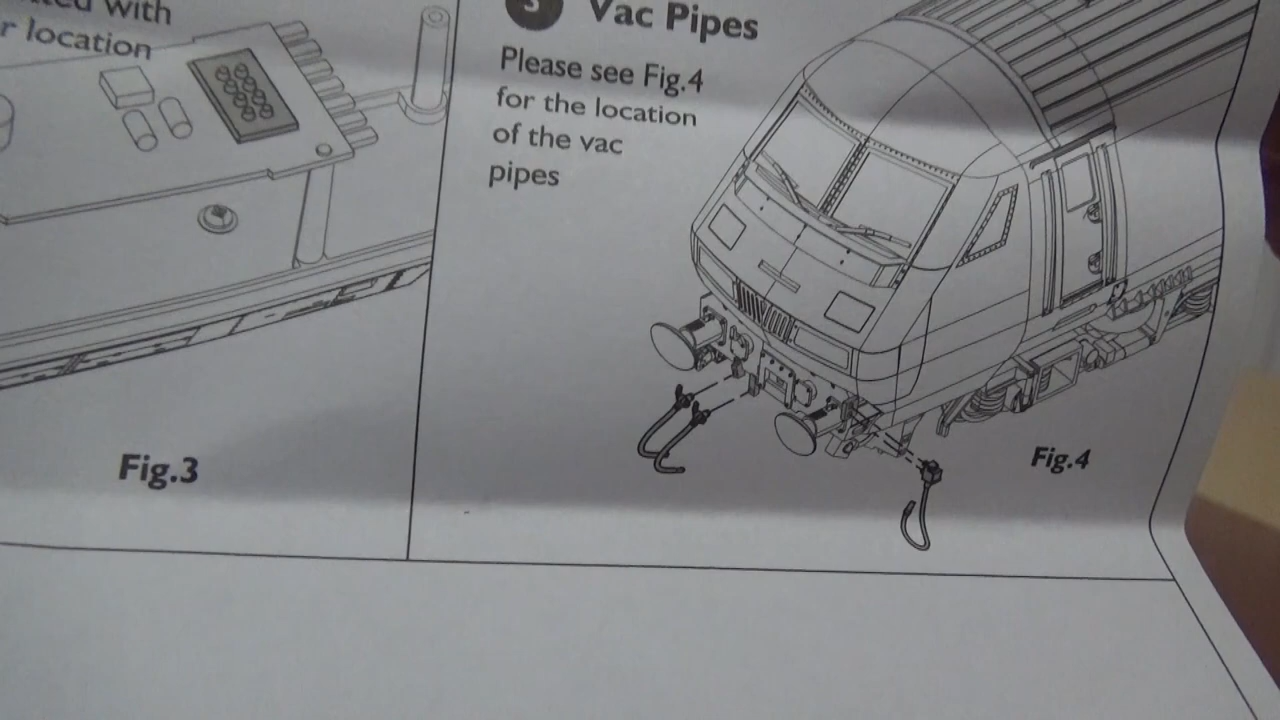 with
r location
Fig.3
Vac Pipes
Please see Fig.4
for the location
of the vac
pipes
Fig.4